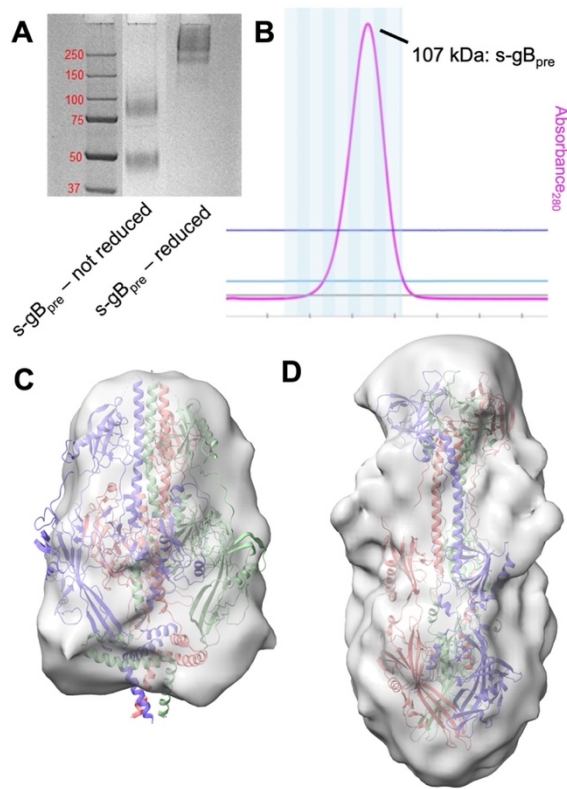 A
250
150
100
75
50
37
s-gBpre – not reduced
s-gBpre – reduced
B
107 kDa: s-gBpre
Absorbance280
C
D